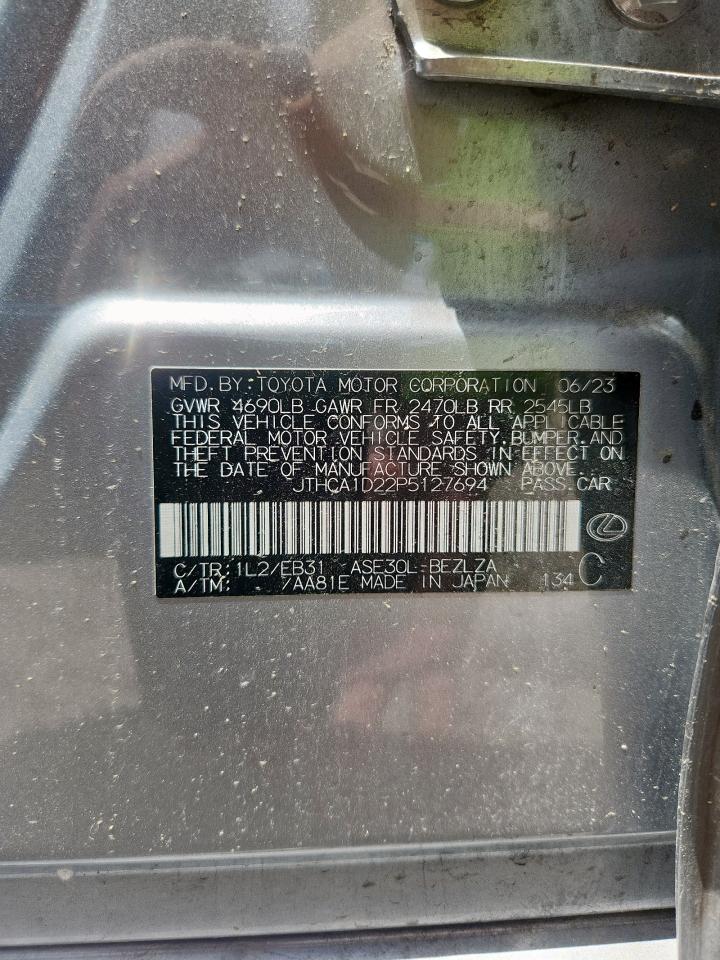 MFD. BY: TOYOTA MOTOR CORPORATION 06/23
GVWR 4690LB GAWR FR 2470LB RR 2545LB
THIS VEHICLE CONFORMS TO ALL APPLICABLE
FEDERAL MOTOR VEHICLE SAFETY, BUMPER, AND
THEFT PREVENTION STANDARDS IN EFFECT ON
THE DATE OF MANUFACTURE SHOWN ABOVE.
JTHCA1D22P5127694 PASS. CAR
C/TR: 1L2/EB31 ASE30L-BEZLZA
A/TM: /AA81E MADE IN JAPAN 134 C